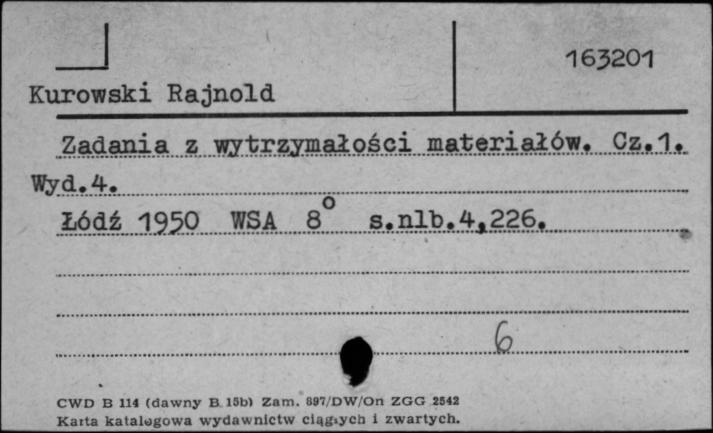 163201
Kurowski Rajnold
Zadania z wytrzymałości materiałów. Cz.1.
Wyd.4.
Łódź 1950 WSA 8° s.nlb.4,226.
6
CWD B 114 (dawny B 15b) Zam. 897/DW/On ZGG 2542
Karta katalogowa wydawnictw ciągłych i zwartych.